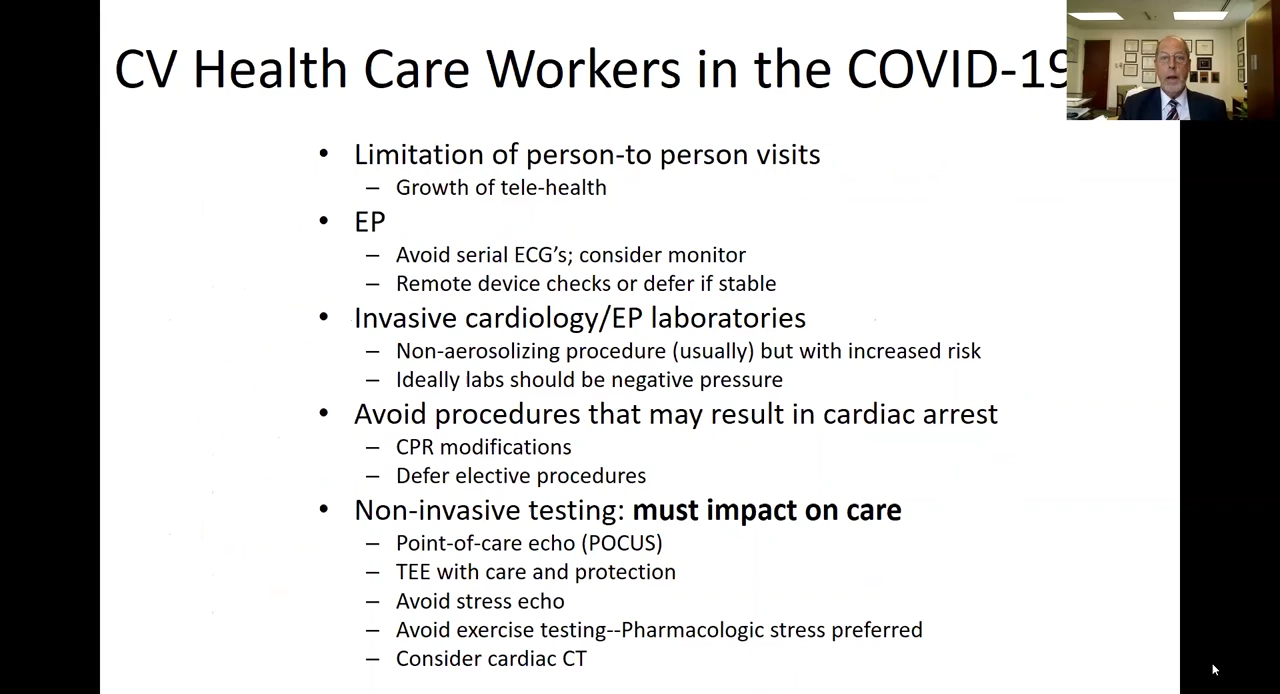 CV Health Care Workers in the COVID-19
• Limitation of person-to person visits
– Growth of tele-health
• EP
– Avoid serial ECG’s; consider monitor
– Remote device checks or defer if stable
• Invasive cardiology/EP laboratories
– Non-aerosolizing procedure (usually) but with increased risk
– Ideally labs should be negative pressure
• Avoid procedures that may result in cardiac arrest
– CPR modifications
– Defer elective procedures
• Non-invasive testing: must impact on care
– Point-of-care echo (POCUS)
– TEE with care and protection
– Avoid stress echo
– Avoid exercise testing--Pharmacologic stress preferred
– Consider cardiac CT